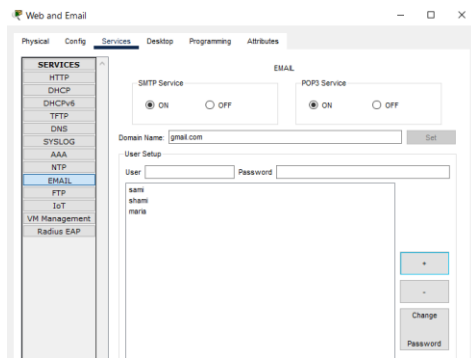 Web and Email
Physical Config Services Desktop Programming Attributes
SERVICES
HTTP
DHCP
DHCPv6
TFTP
DNS
SYSLOG
AAA
NTP
EMAIL
FTP
IoT
VM Management
Radius EAP
EMAIL
SMTP Service
ON OFF
POP3 Service
ON OFF
Domain Name: gmail.com Set
User Setup
User Password
sami
shami
maria
+
-
Change
Password